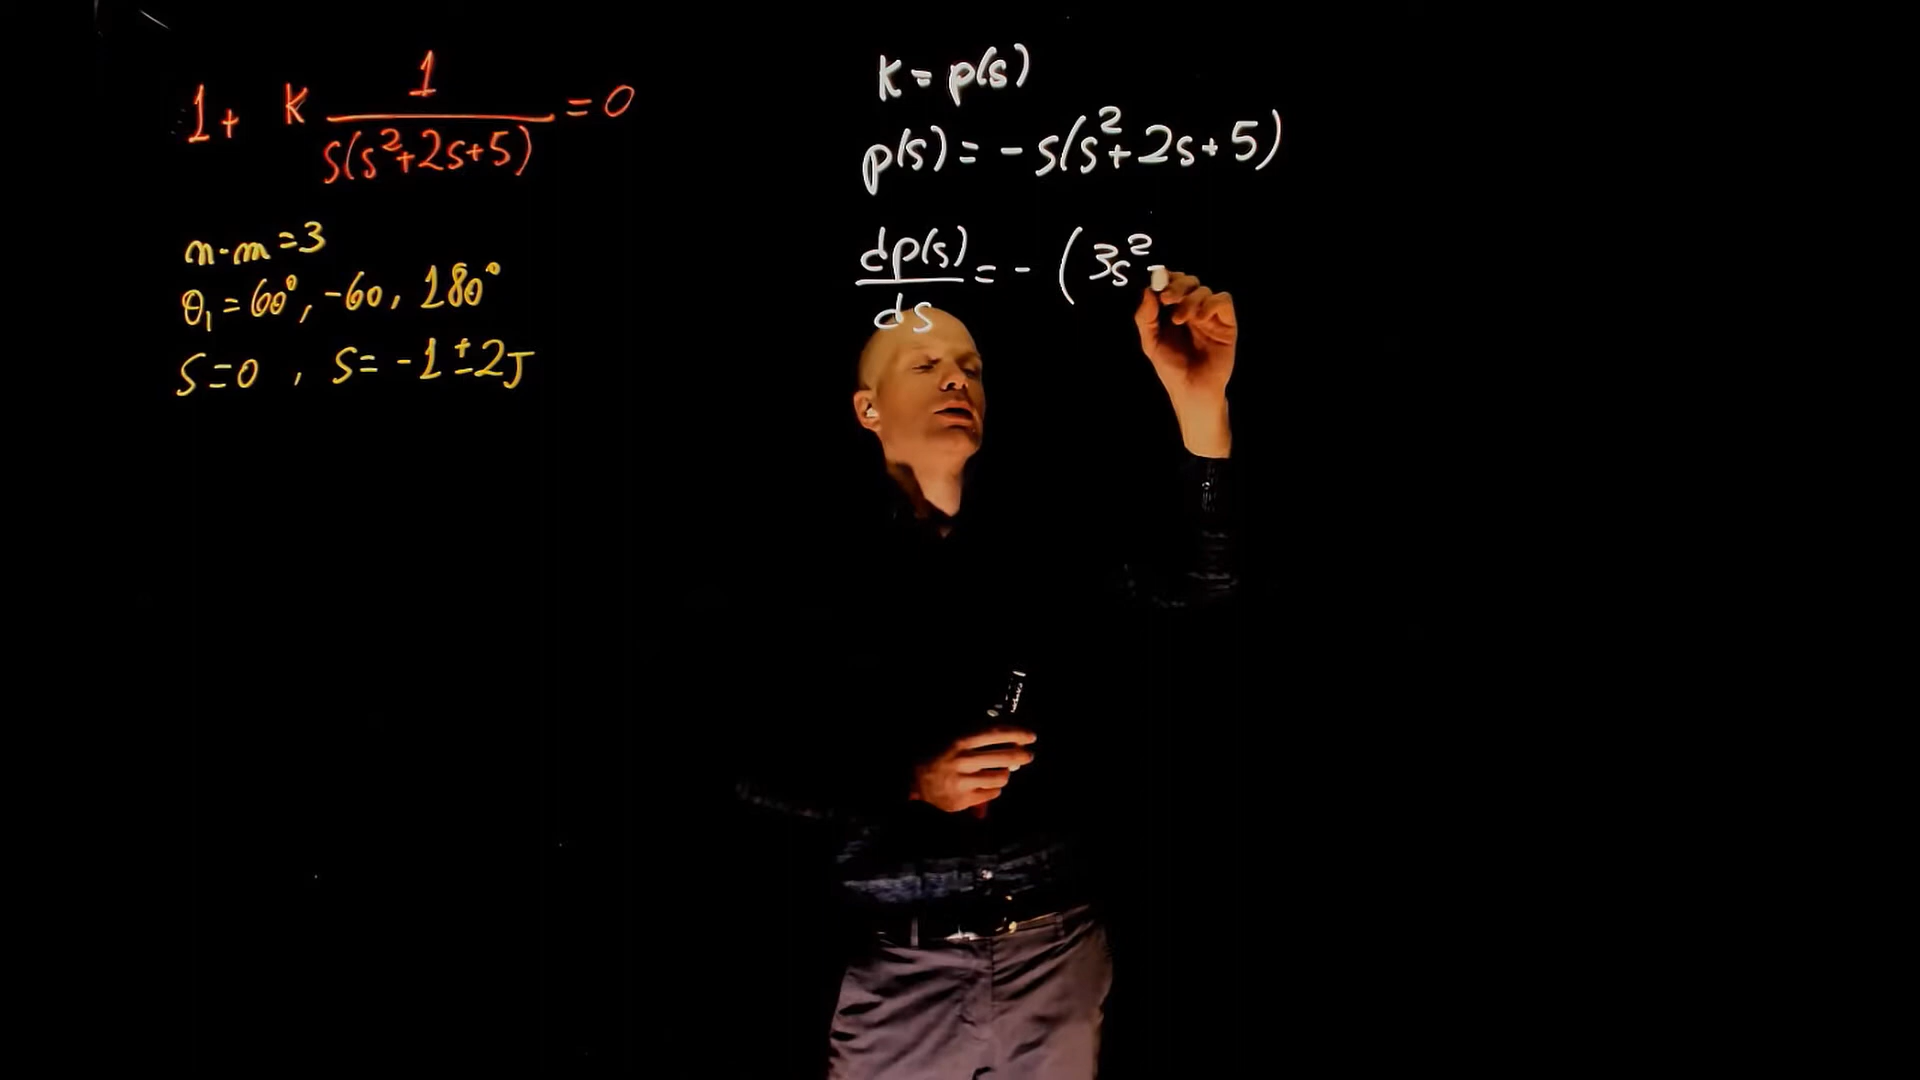 1 + K 1/(s(s²+2s+5)) = 0
n-m = 3
θ₁ = 60°, -60, 180°
S = 0 , S = -1 ± 2J
K = p(s)
p(s) = - s(s²+2s+5)
dp(s)/ds = - (3s²